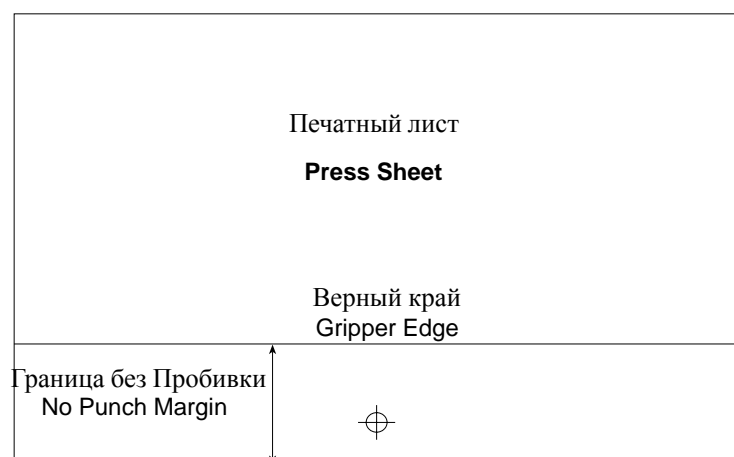 Печатный лист
Press Sheet
Верный край
Gripper Edge
Граница без Пробивки
No Punch Margin